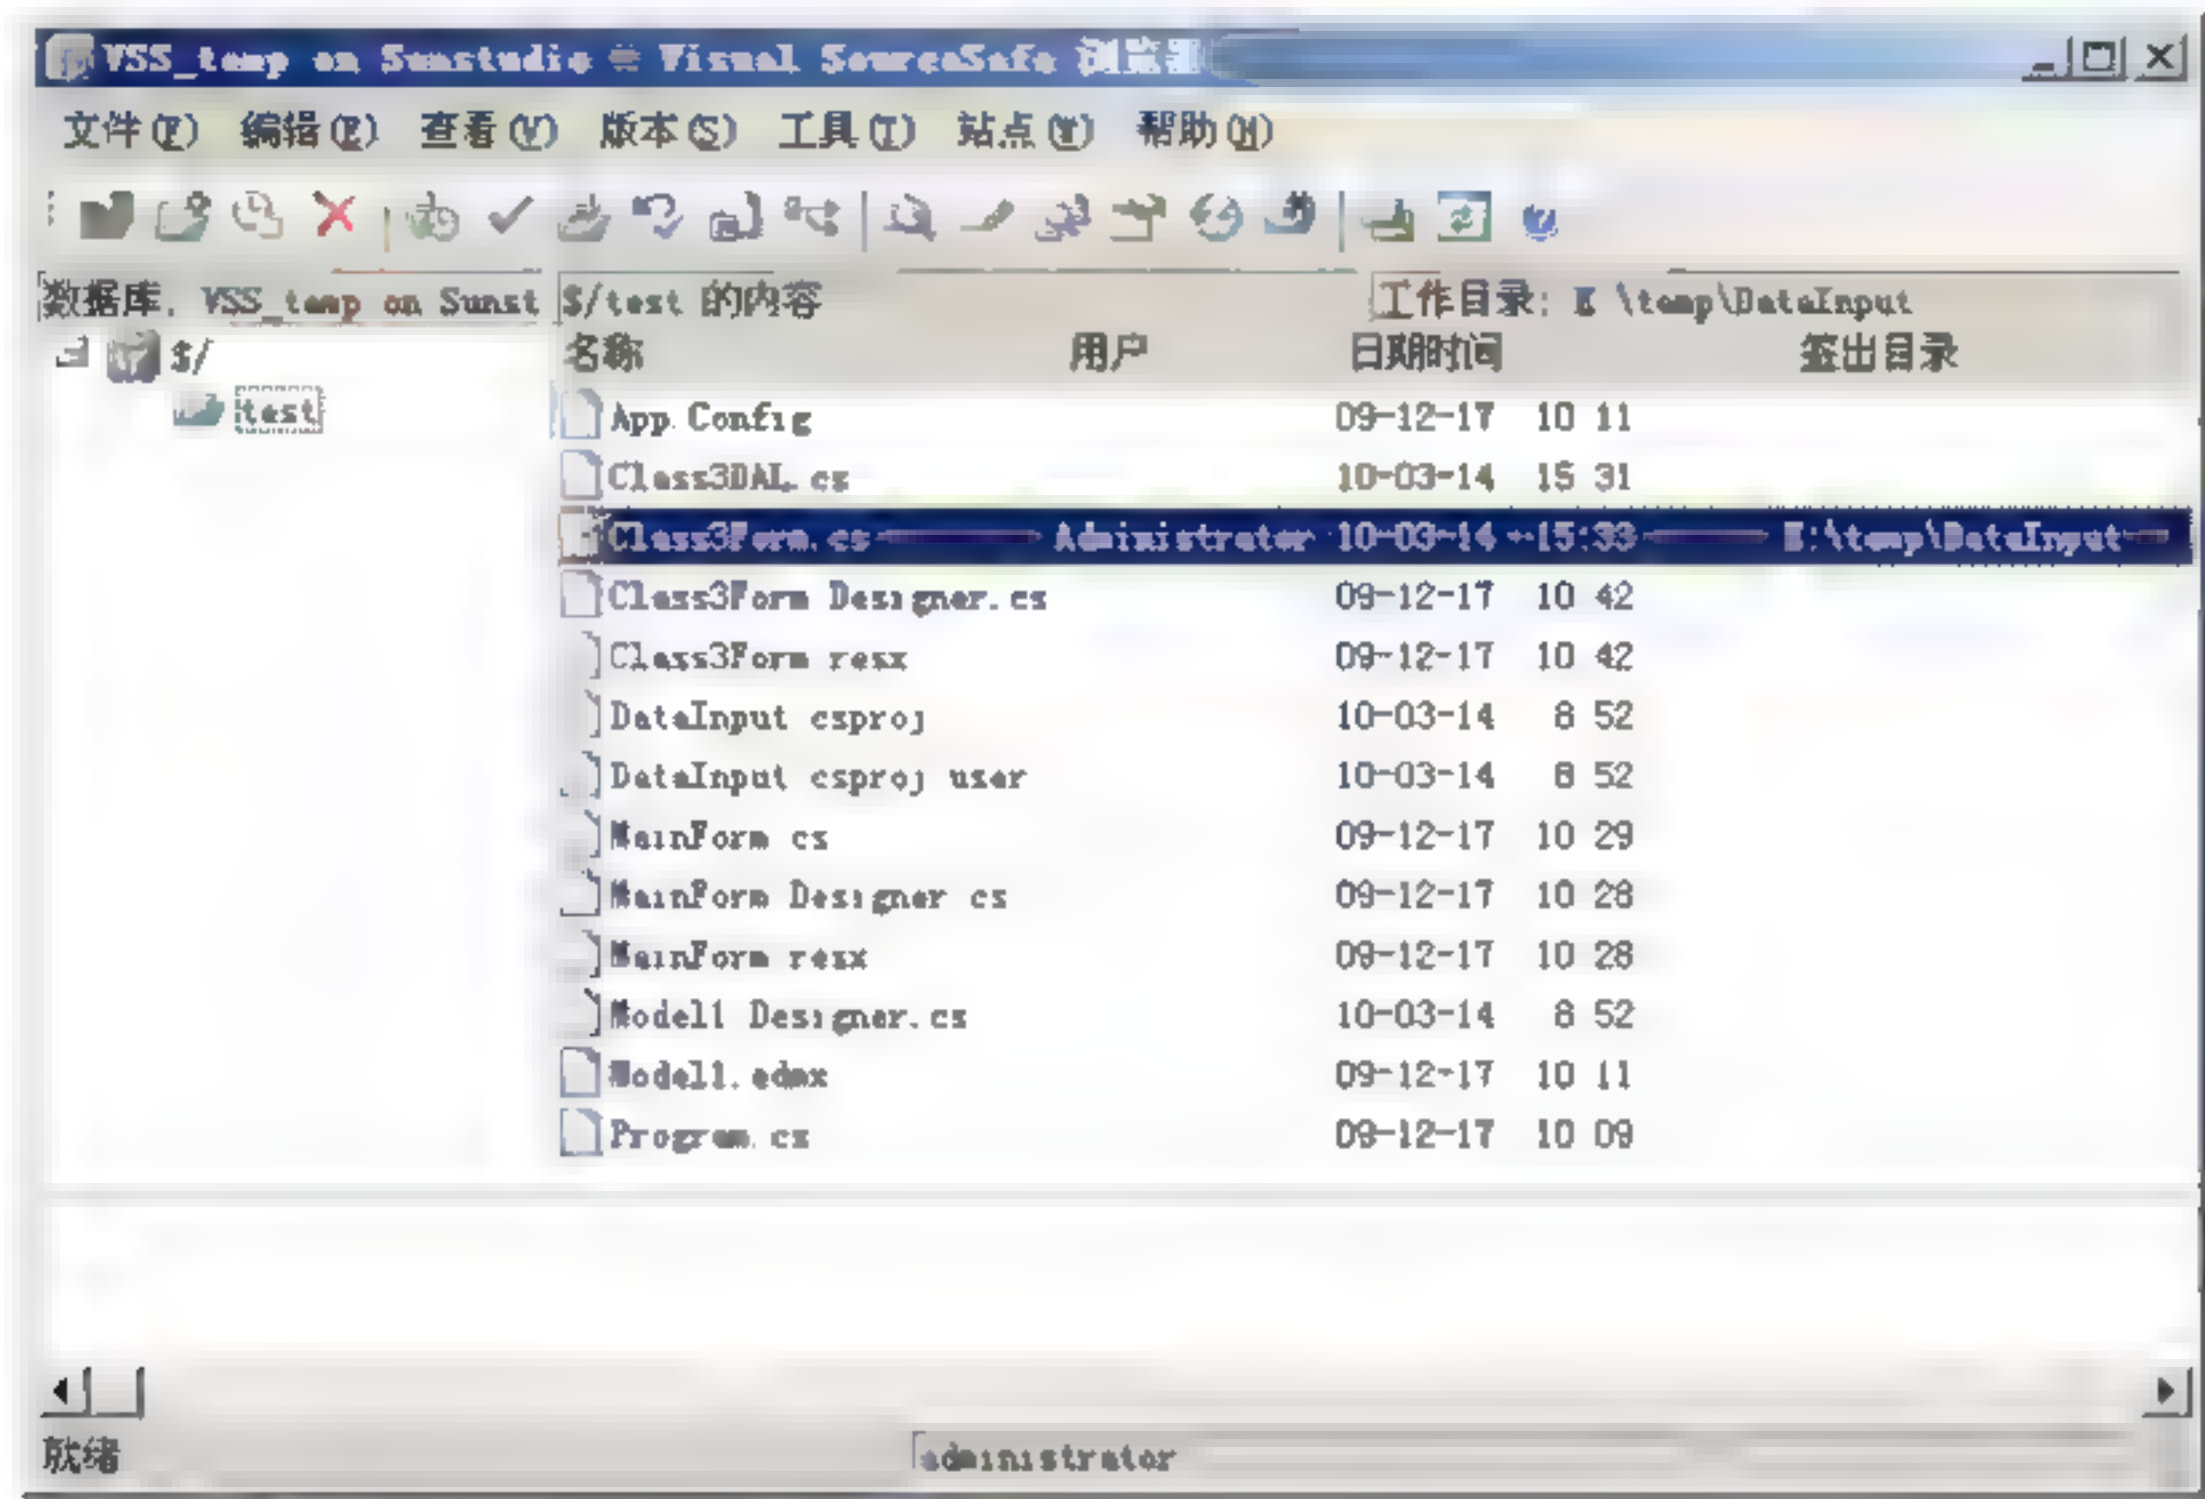 VSS_temp on Sunstudio - Visual SourceSafe 浏览器
文件(F) 编辑(E) 查看(V) 版本(S) 工具(T) 站点(W) 帮助(H)
数据库: VSS_temp on Sunst $/test 的内容 工作目录: E:\temp\DataInput
$/ 名称 用户 日期时间 签出目录
test
App.Config 09-12-17 10:11
Class3DAL.cs 10-03-14 15:31
Class3Form.cs Administrator 10-03-14 15:33 E:\temp\DataInput
Class3Form.Designer.cs 09-12-17 10:42
Class3Form.resx 09-12-17 10:42
DataInput.csproj 10-03-14 8:52
DataInput.csproj.user 10-03-14 8:52
MainForm.cs 09-12-17 10:29
MainForm.Designer.cs 09-12-17 10:28
MainForm.resx 09-12-17 10:28
Model1.Designer.cs 10-03-14 8:52
Model1.edmx 09-12-17 10:11
Program.cs 09-12-17 10:09
就绪 administrator